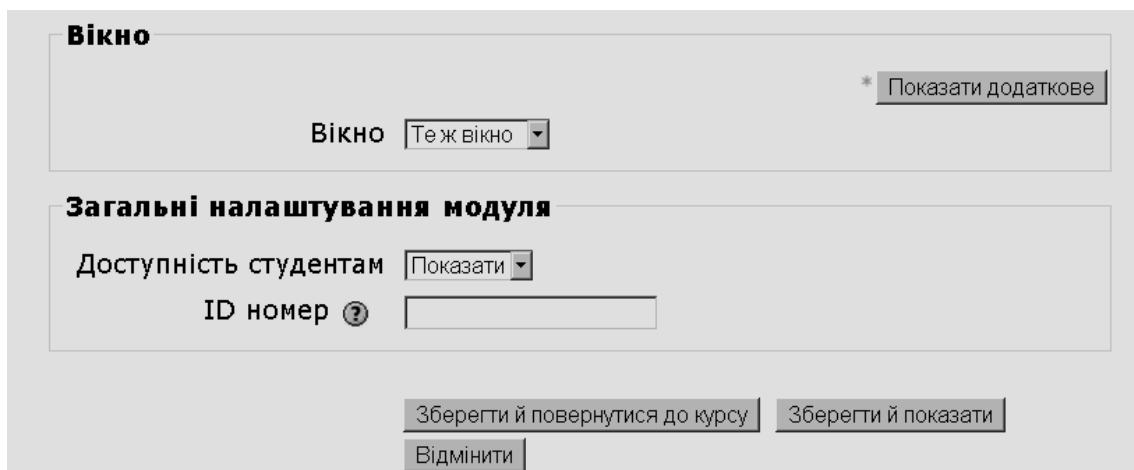 Вікно
* Показати додаткове
Вікно Те ж вікно
Загальні налаштування модуля
Доступність студентам Показати
ID номер ?
Зберегти й повернутися до курсу Зберегти й показати
Відмінити